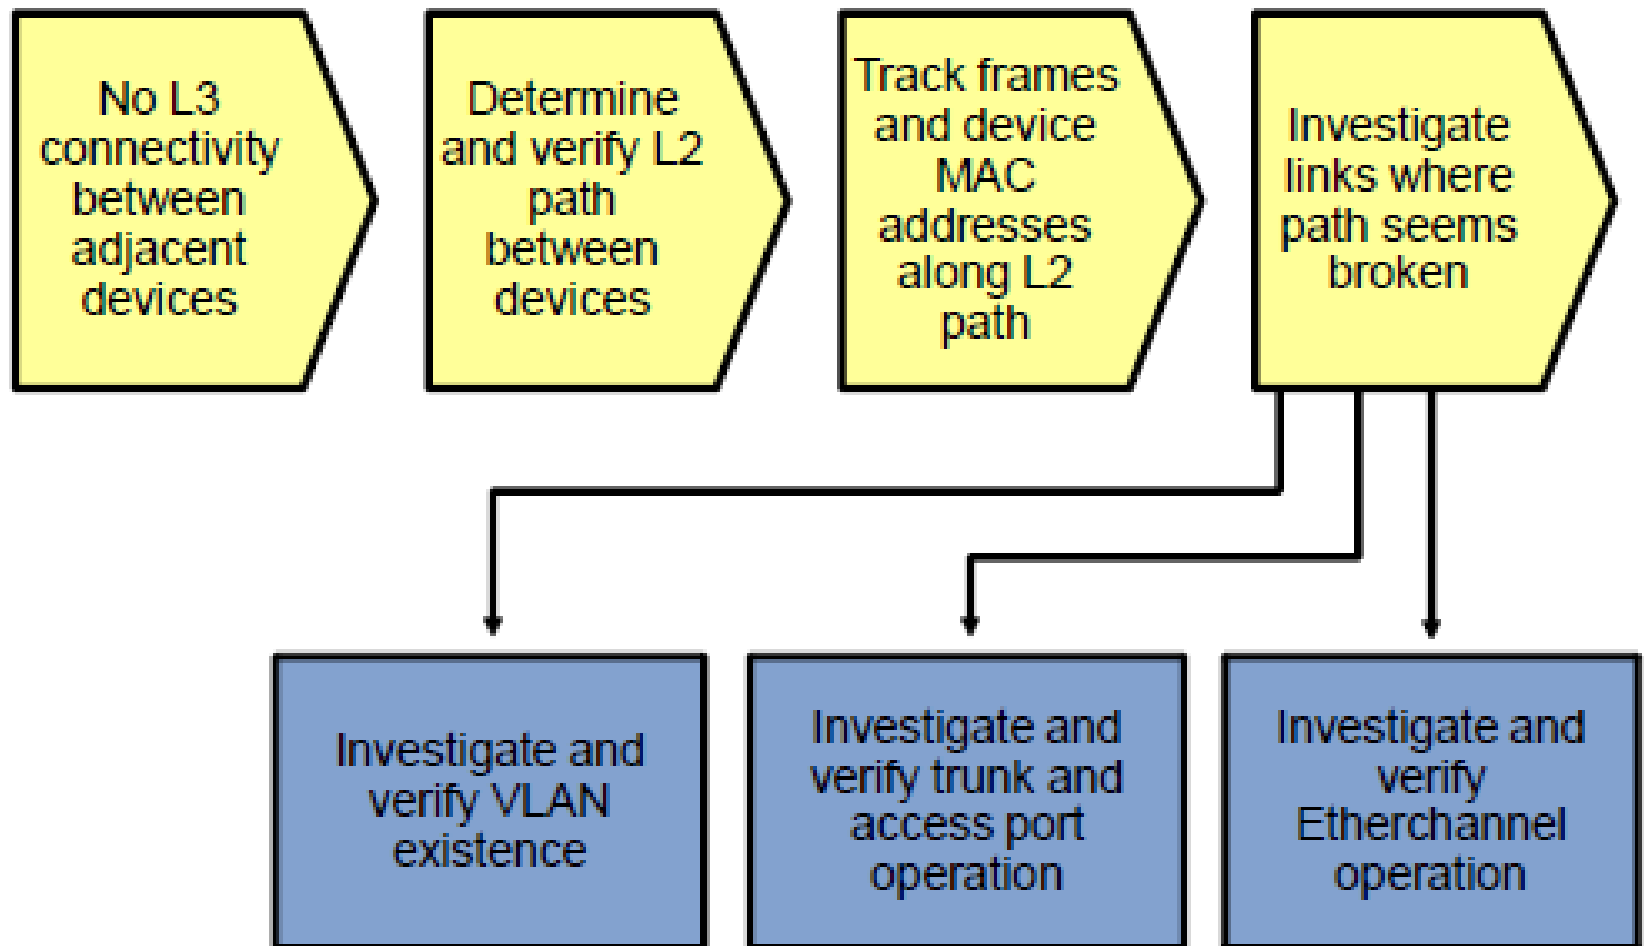 No L3
connectivity
between
adjacent
devices
Determine
and verify L2
path
between
devices
Track frames
and device
MAC
addresses
along L2
path
Investigate
links where
path seems
broken
Investigate and
verify VLAN
existence
Investigate and
verify trunk and
access port
operation
Investigate and
verify
Etherchannel
operation